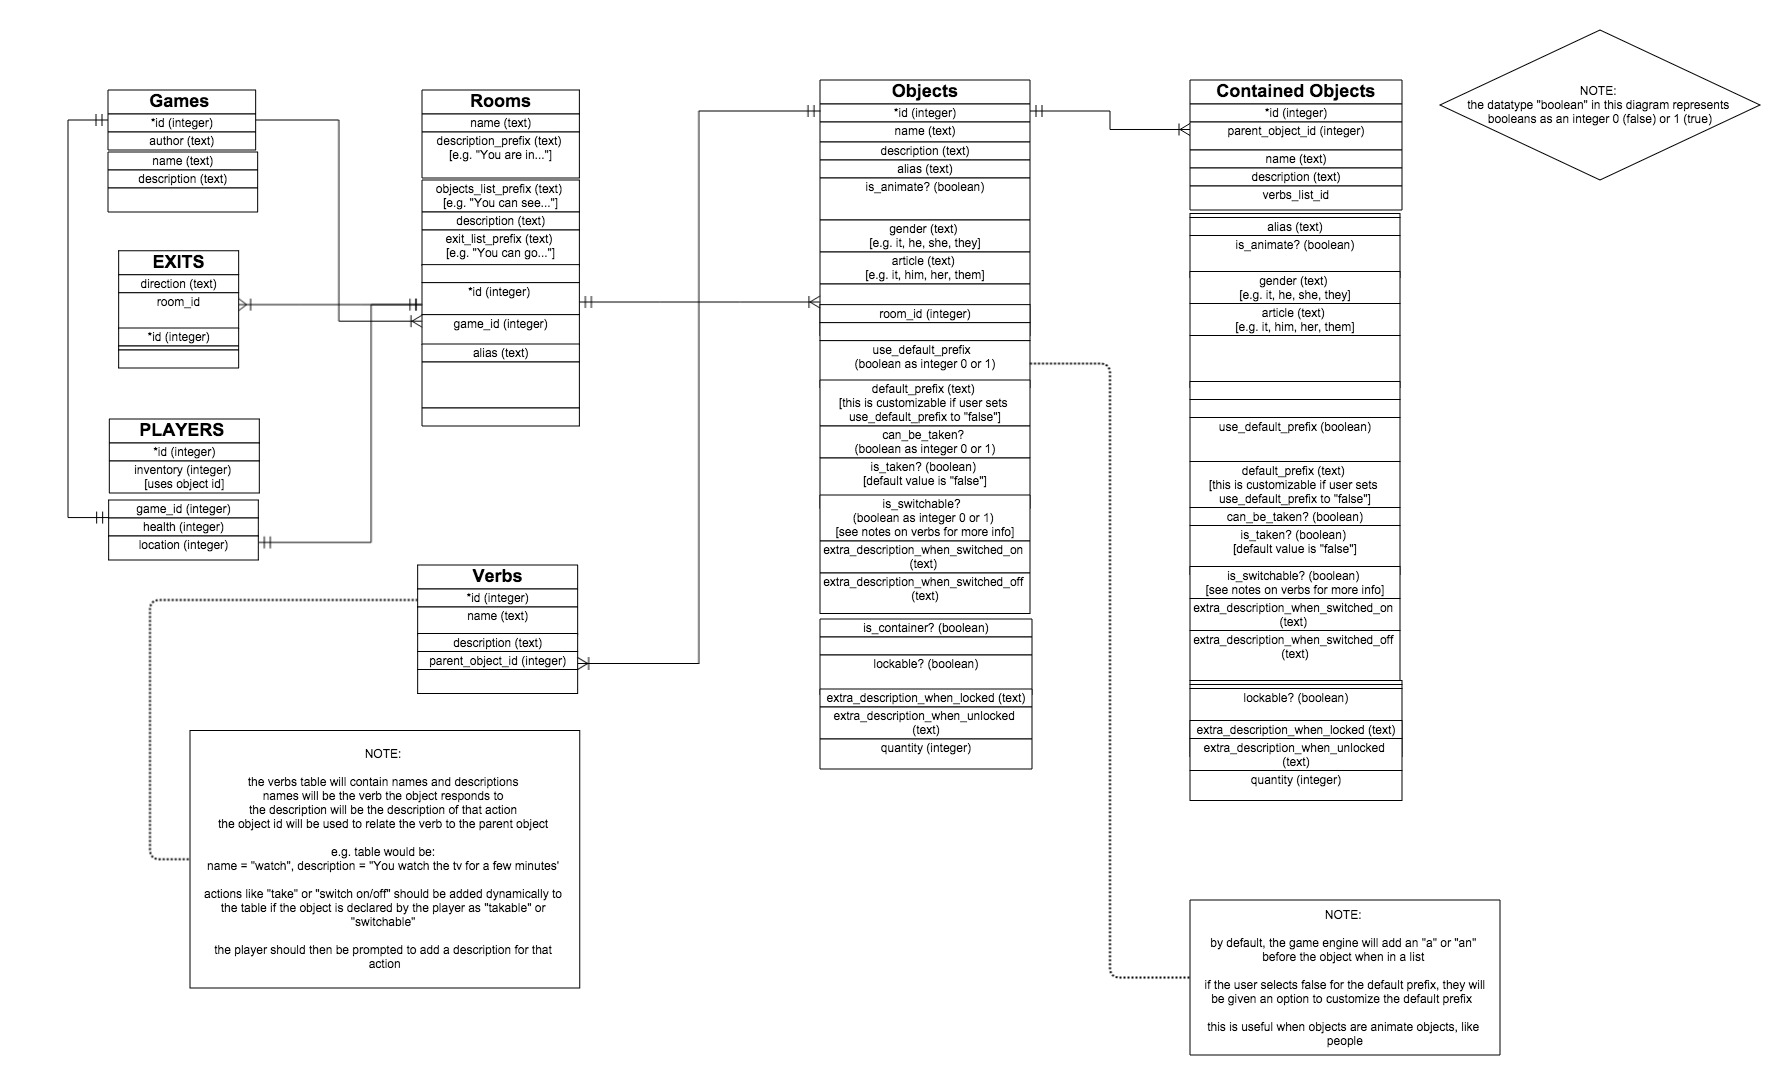 Games
*id (integer)
author (text)
name (text)
description (text)
EXITS
direction (text)
room_id
*id (integer)
PLAYERS
*id (integer)
inventory (integer)
[uses object id]
game_id (integer)
health (integer)
location (integer)
Rooms
name (text)
description_prefix (text)
[e.g. "You are in..."]
objects_list_prefix (text)
[e.g. "You can see..."]
description (text)
exit_list_prefix (text)
[e.g. "You can go..."]
*id (integer)
game_id (integer)
alias (text)
Verbs
*id (integer)
name (text)
description (text)
parent_object_id (integer)
NOTE:
the verbs table will contain names and descriptions
names will be the verb the object responds to
the description will be the description of that action
the object id will be used to relate the verb to the parent object
e.g. table would be:
name = "watch", description = "You watch the tv for a few minutes'
actions like "take" or "switch on/off" should be added dynamically to
the table if the object is declared by the player as "takable" or
"switchable"
the player should then be prompted to add a description for that
action
Objects
*id (integer)
name (text)
description (text)
alias (text)
is_animate? (boolean)
gender (text)
[e.g. it, he, she, they]
article (text)
[e.g. it, him, her, them]
room_id (integer)
use_default_prefix
(boolean as integer 0 or 1)
default_prefix (text)
[this is customizable if user sets
use_default_prefix to "false"]
can_be_taken?
(boolean as integer 0 or 1)
is_taken? (boolean)
[default value is "false"]
is_switchable?
(boolean as integer 0 or 1)
[see notes on verbs for more info]
extra_description_when_switched_on
(text)
extra_description_when_switched_off
(text)
is_container? (boolean)
lockable? (boolean)
extra_description_when_locked (text)
extra_description_when_unlocked
(text)
quantity (integer)
Contained Objects
*id (integer)
parent_object_id (integer)
name (text)
description (text)
verbs_list_id
alias (text)
is_animate? (boolean)
gender (text)
[e.g. it, he, she, they]
article (text)
[e.g. it, him, her, them]
use_default_prefix (boolean)
default_prefix (text)
[this is customizable if user sets
use_default_prefix to "false"]
can_be_taken? (boolean)
is_taken? (boolean)
[default value is "false"]
is_switchable? (boolean)
[see notes on verbs for more info]
extra_description_when_switched_on
(text)
extra_description_when_switched_off
(text)
lockable? (boolean)
extra_description_when_locked (text)
extra_description_when_unlocked
(text)
quantity (integer)
NOTE:
the datatype "boolean" in this diagram represents
booleans as an integer 0 (false) or 1 (true)
NOTE:
by default, the game engine will add an "a" or "an"
before the object when in a list
if the user selects false for the default prefix, they will
be given an option to customize the default prefix
this is useful when objects are animate objects, like
people